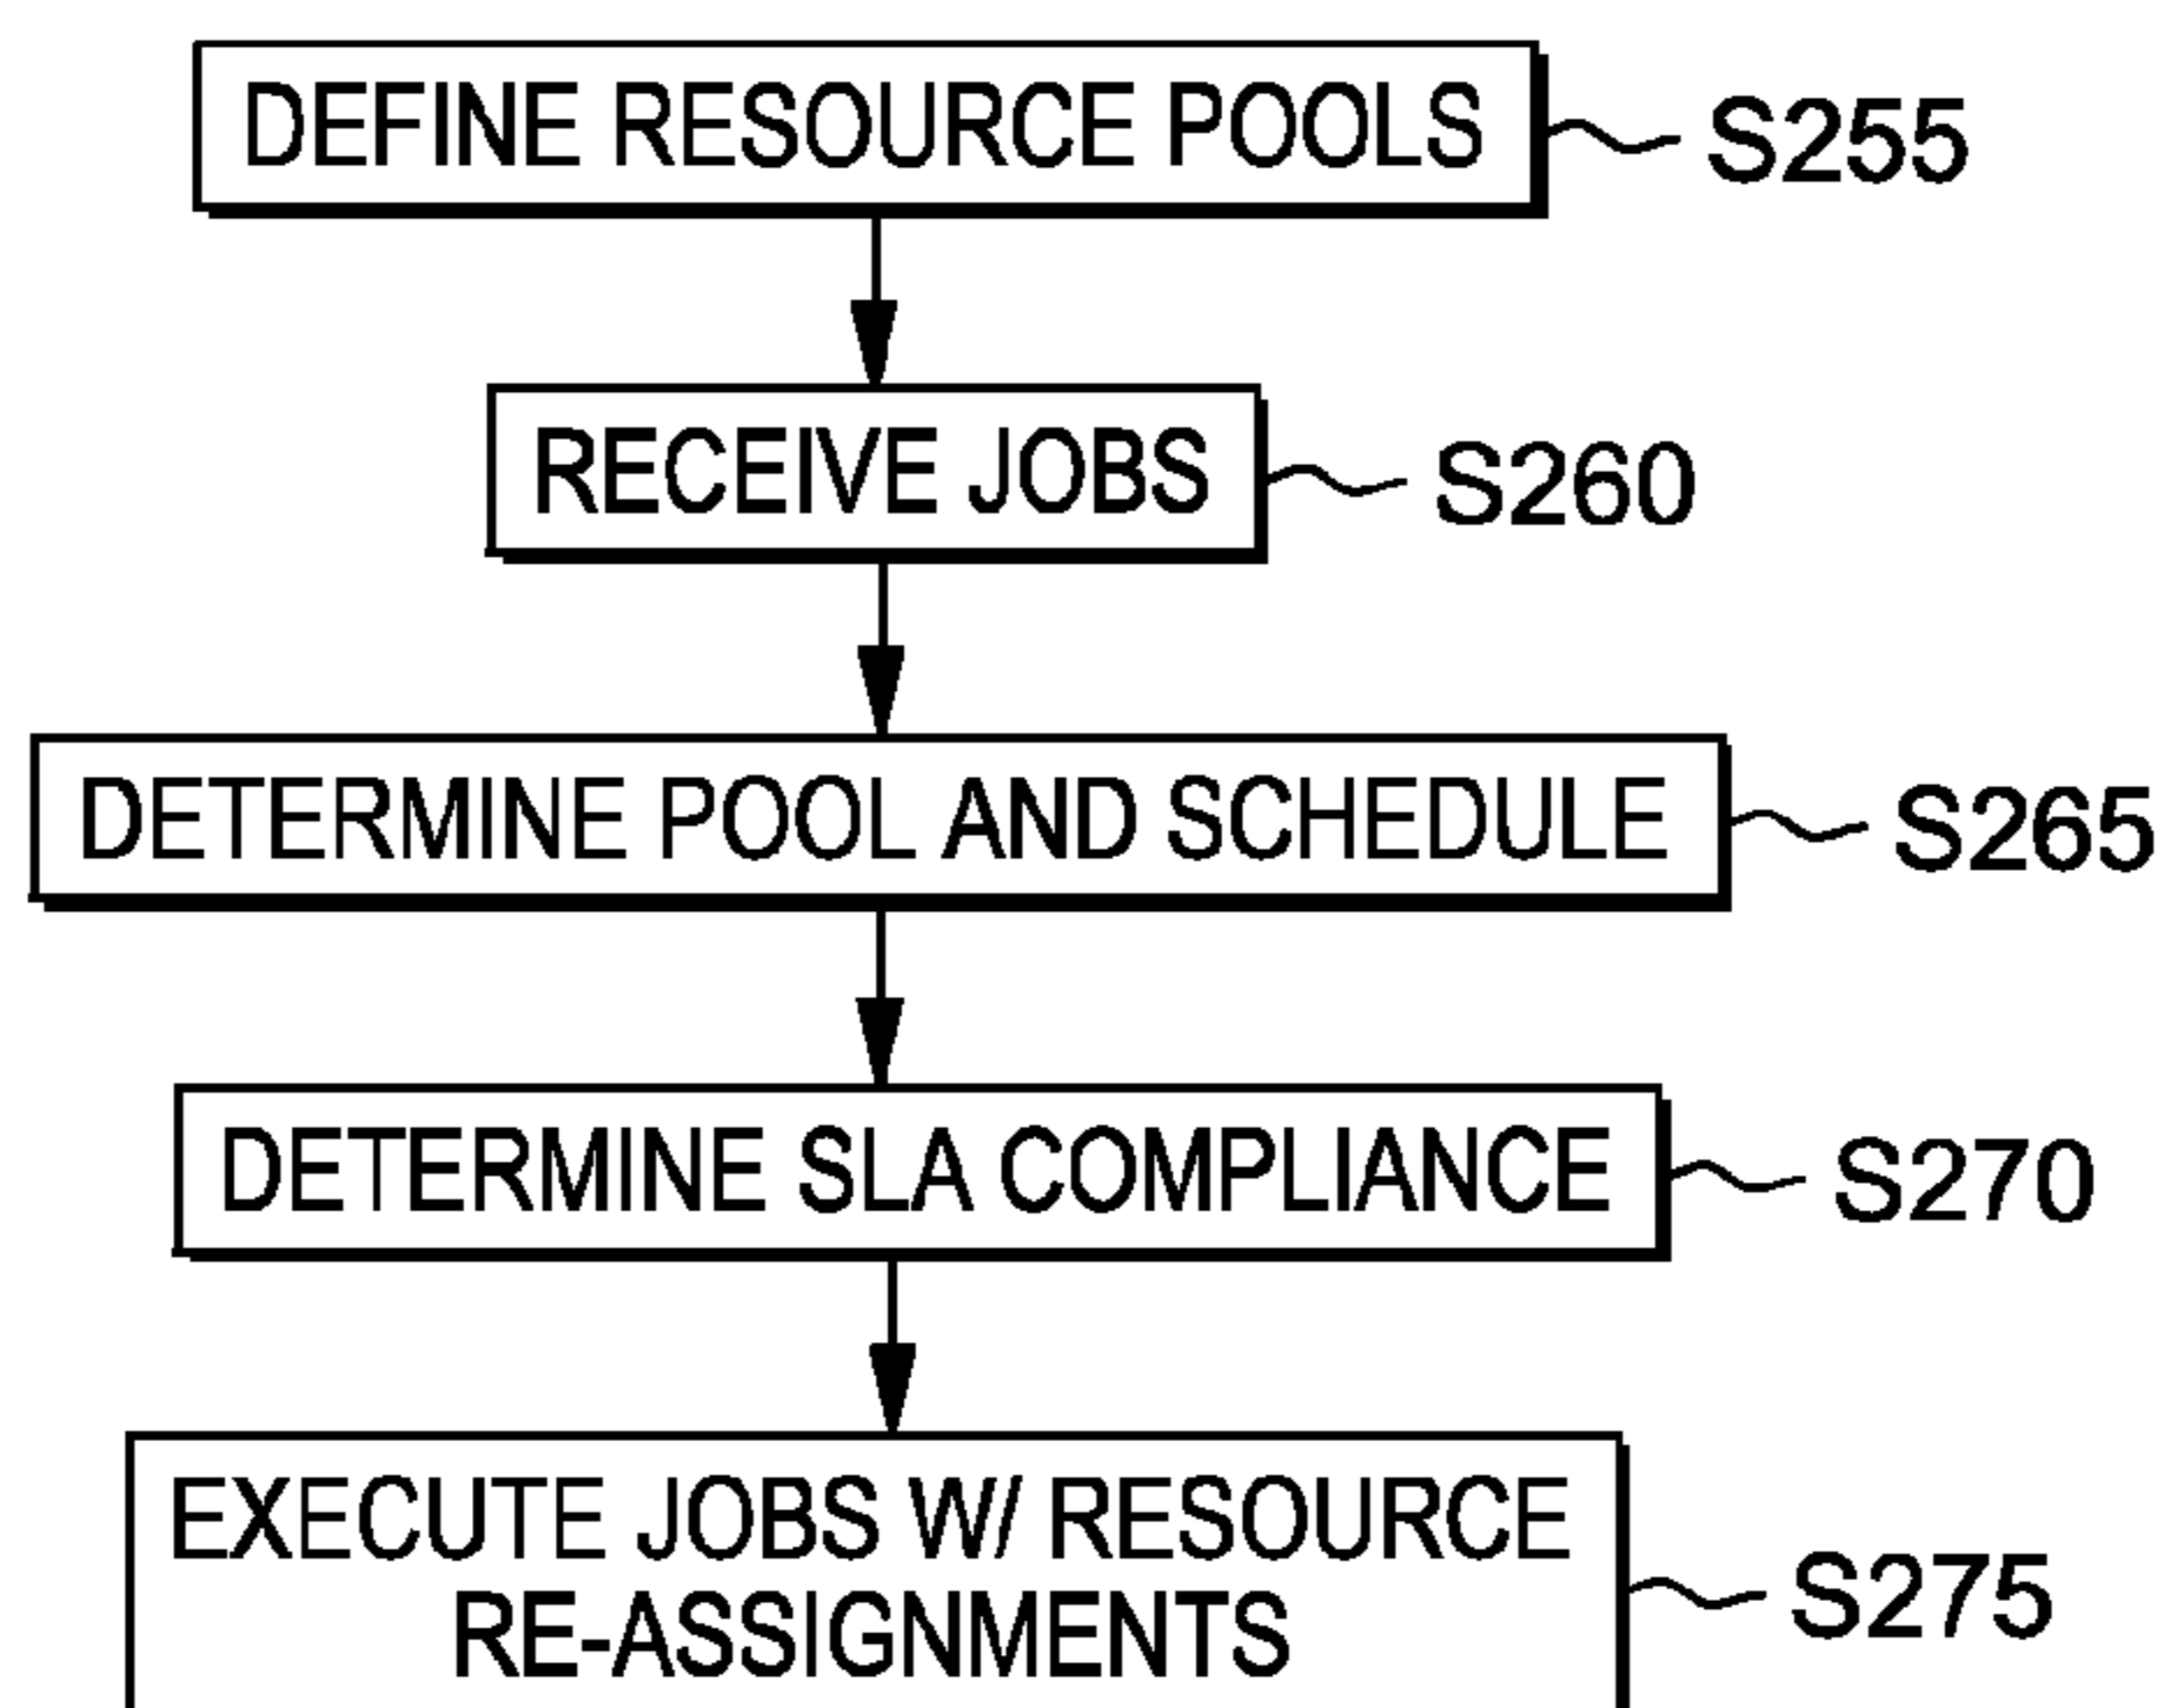 DEFINE RESOURCE POOLS
S255
RECEIVE JOBS
S260
DETERMINE POOL AND SCHEDULE
S265
DETERMINE SLA COMPLIANCE
S270
EXECUTE JOBS W/ RESOURCE
RE-ASSIGNMENTS
S275